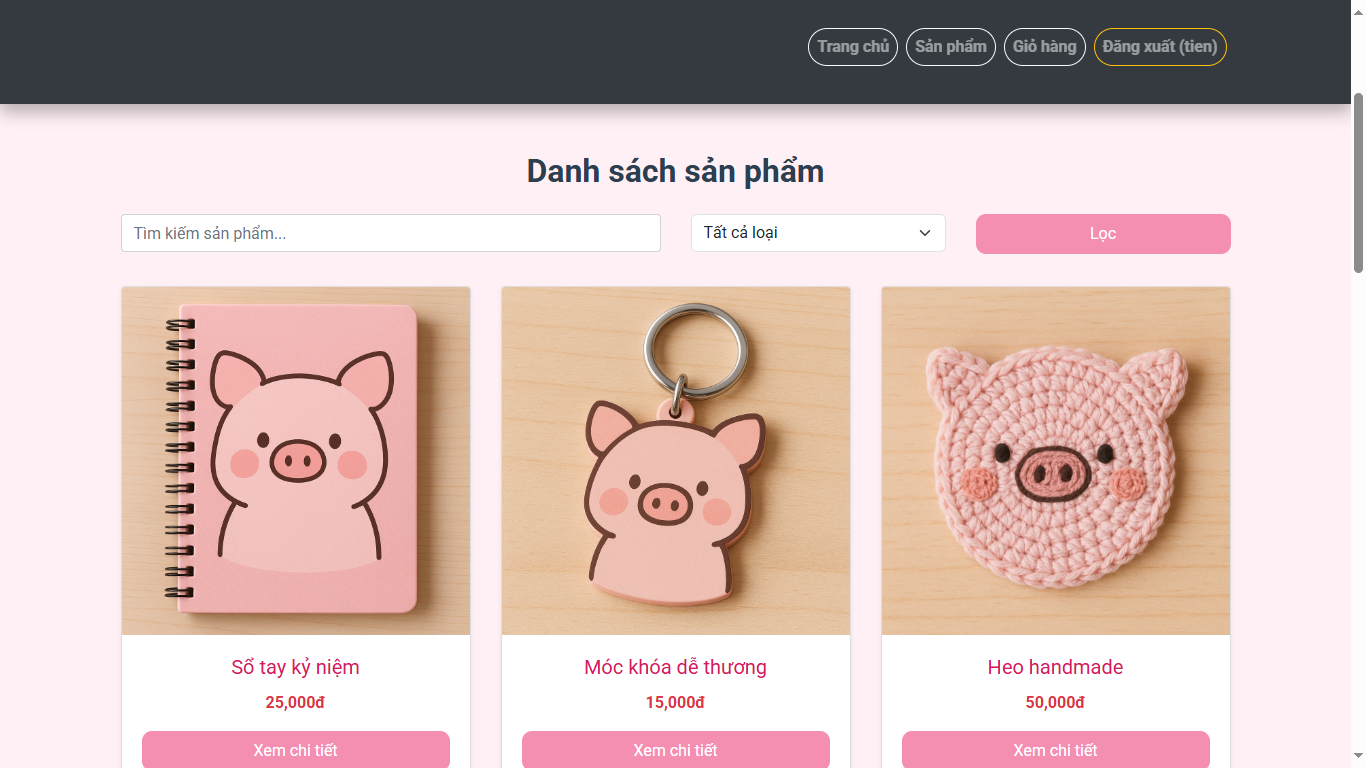 Trang chủ Sản phẩm Giỏ hàng Đăng xuất (tien)
Danh sách sản phẩm
Tìm kiếm sản phẩm... Tất cả loại Lọc
Sổ tay kỷ niệm Móc khóa dễ thương Heo handmade
25,000đ 15,000đ 50,000đ
Xem chi tiết Xem chi tiết Xem chi tiết